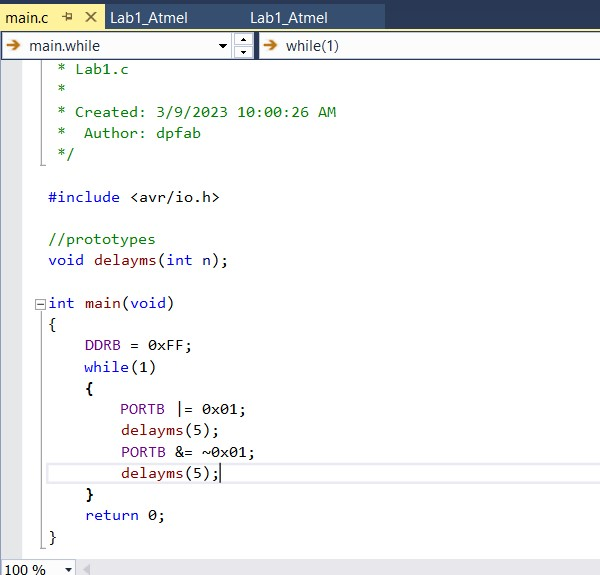 main.c Lab1_Atmel Lab1_Atmel
main.while while(1)
* Lab1.c
*
* Created: 3/9/2023 10:00:26 AM
*  Author: dpfab
*/
#include <avr/io.h>
//prototypes
void delayms(int n);
int main(void)
{
    DDRB = 0xFF;
    while(1)
    {
        PORTB |= 0x01;
        delayms(5);
        PORTB &= ~0x01;
        delayms(5);
    }
    return 0;
}
100 %